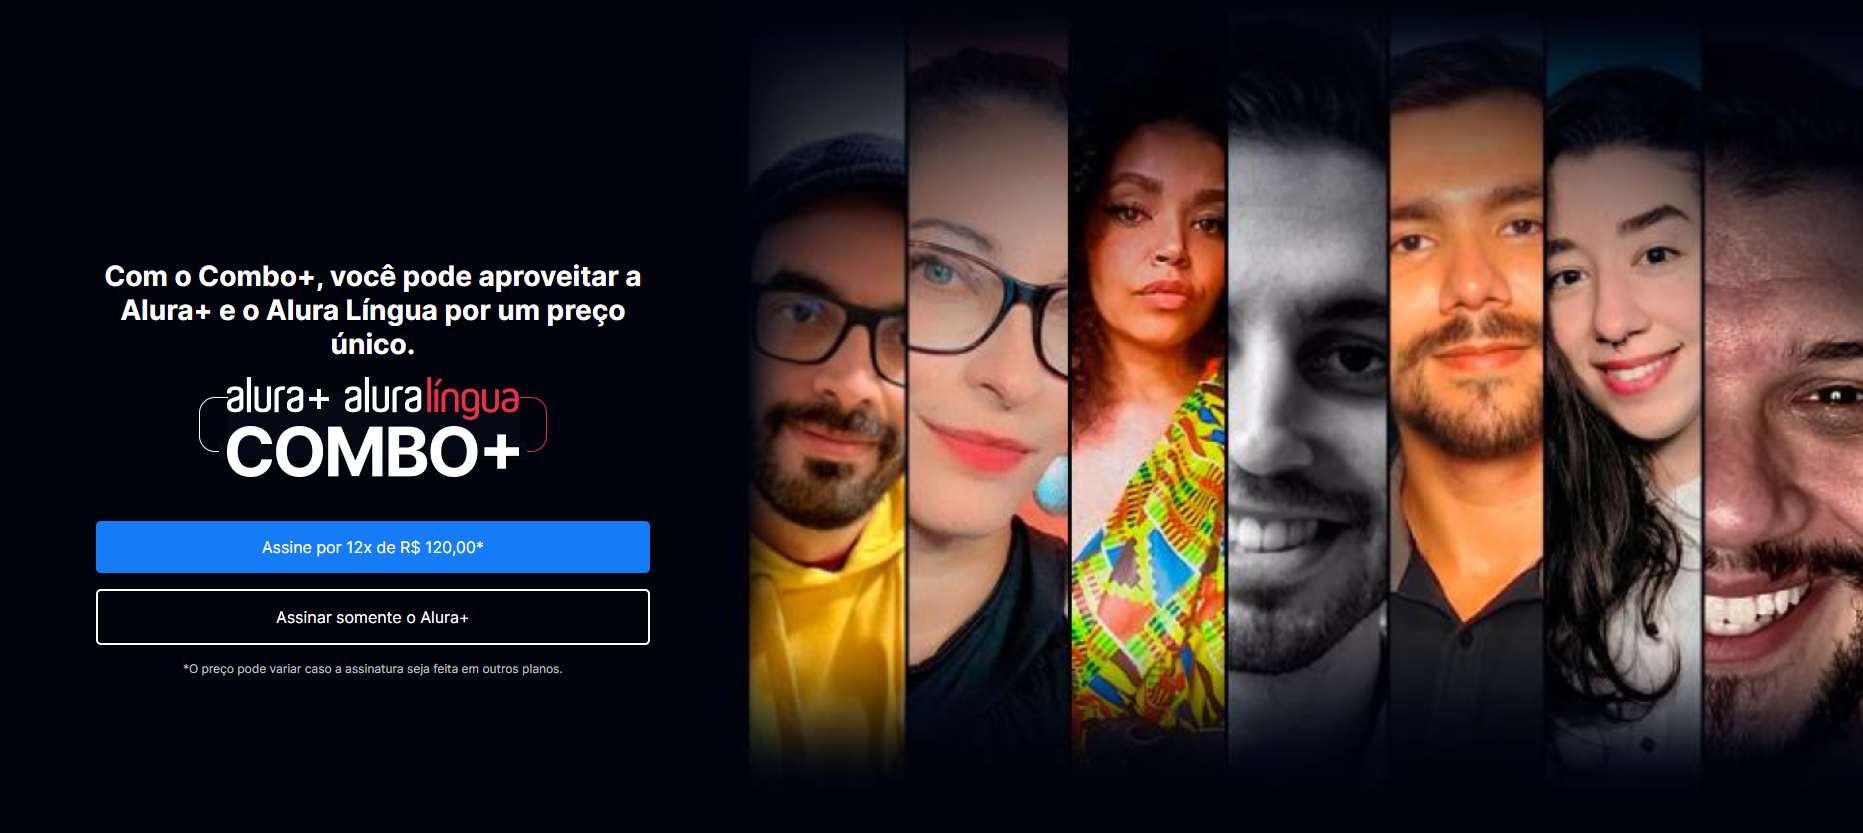 Com o Combo+, você pode aproveitar a
Alura+ e o Alura Língua por um preço
único.
alura+ aluralíngua
COMBO+
Assine por 12x de R$ 120,00*
Assinar somente o Alura+
*O preço pode variar caso a assinatura seja feita em outros planos.